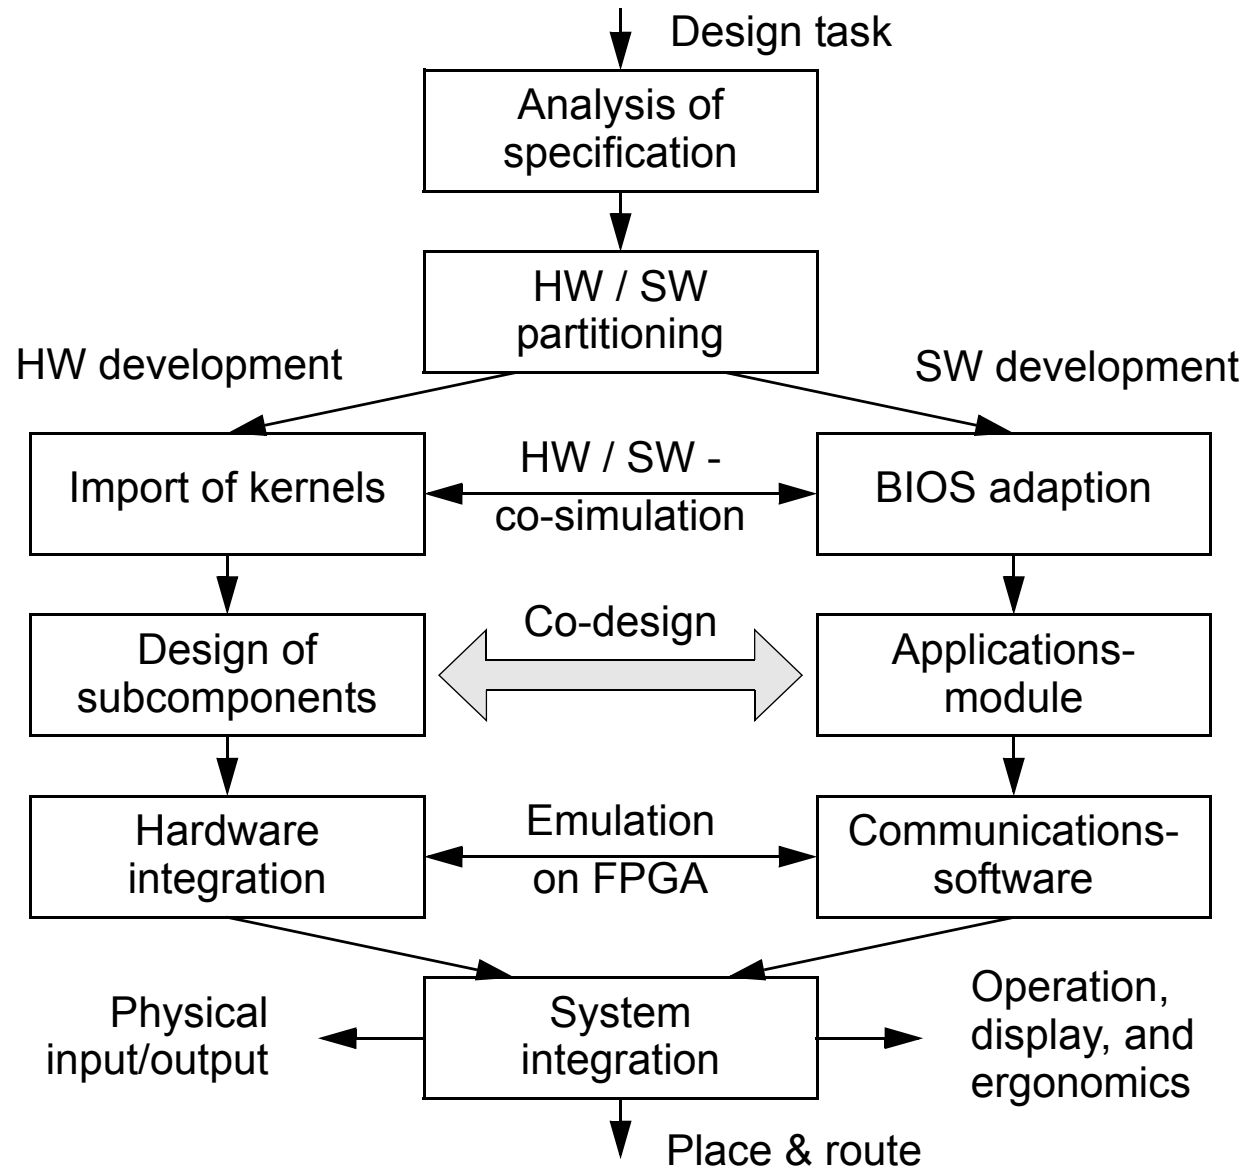 Design task
Analysis of
specification
HW / SW
partitioning
HW development
SW development
Import of kernels
HW / SW -
co-simulation
BIOS adaption
Design of
subcomponents
Co-design
Applications-
module
Hardware
integration
Emulation
on FPGA
Communications-
software
Physical
input/output
System
integration
Operation,
display, and
ergonomics
Place & route